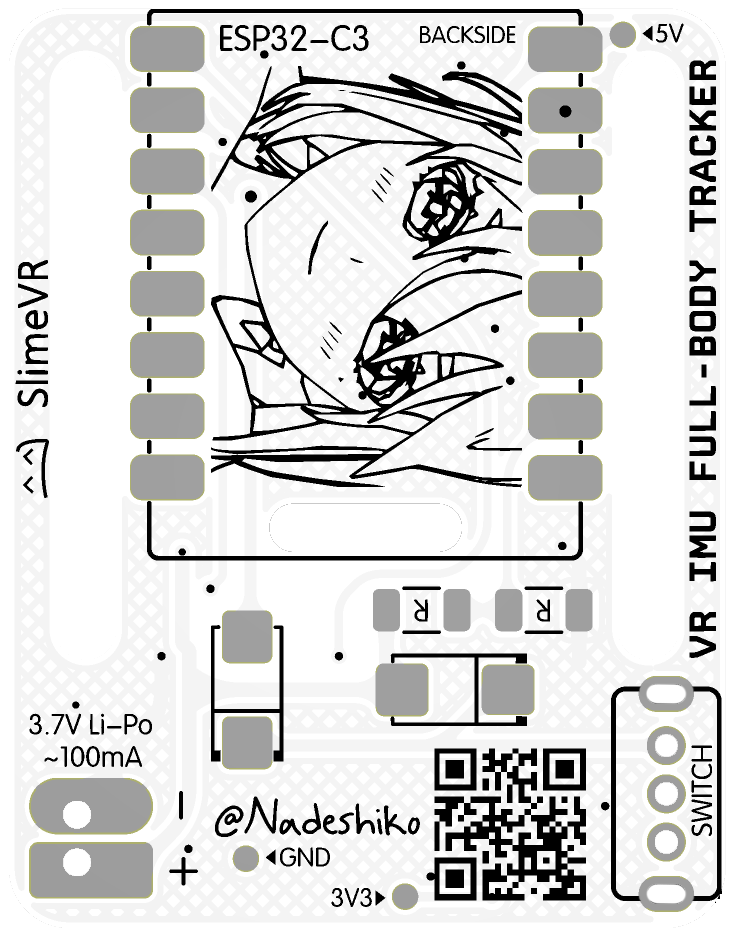 ESP32-C3
BACKSIDE
5V
VR IMU FULL-BODY TRACKER
^^) SlimeVR
R
R
3.7V Li-Po
~100mA
-
+
@Nadeshiko
GND
3V3
SWITCH